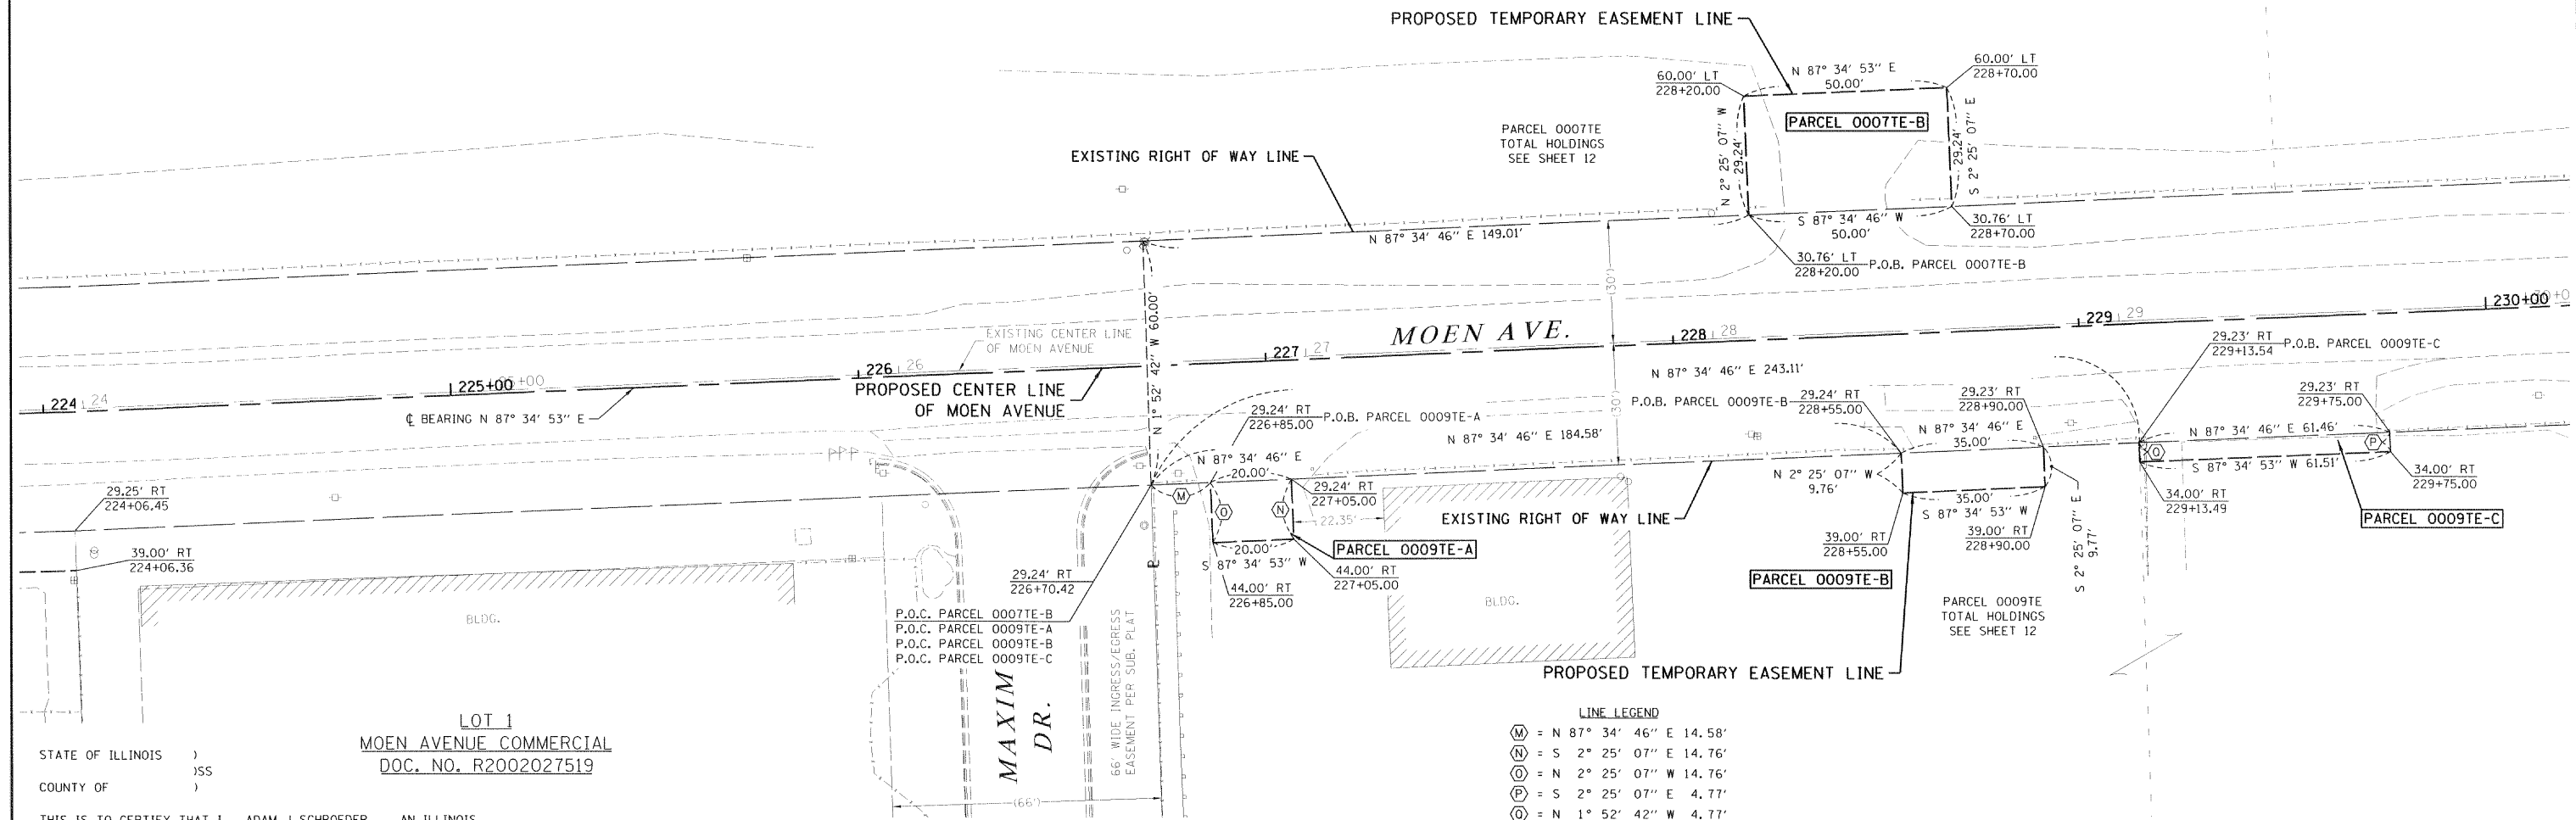 PROPOSED TEMPORARY EASEMENT LINE
60.00' LT
228+20.00
N 87° 34' 53" E
50.00'
60.00' LT
228+70.00
PARCEL 0007TE-B
N 2° 25' 07" W
29.24'
29.24'
S 2° 25' 07" E
PARCEL 0007TE
TOTAL HOLDINGS
SEE SHEET 12
EXISTING RIGHT OF WAY LINE
N 87° 34' 46" E 149.01'
S 87° 34' 46" W
50.00'
30.76' LT
228+70.00
30.76' LT
228+20.00
P.O.B. PARCEL 0007TE-B
(30')
N 1° 52' 42" W 60.00'
EXISTING CENTER LINE
OF MOEN AVENUE
MOEN AVE.
224 24
225+00
226 26
227 27
228 28
229 29
230+00
PROPOSED CENTER LINE
OF MOEN AVENUE
℄ BEARING N 87° 34' 53" E
29.23' RT
229+13.54
P.O.B. PARCEL 0009TE-C
N 87° 34' 46" E 243.11'
29.24' RT
226+85.00
P.O.B. PARCEL 0009TE-A
(30')
P.O.B. PARCEL 0009TE-B
29.24' RT
228+55.00
29.23' RT
228+90.00
29.23' RT
229+75.00
N 87° 34' 46" E 184.58'
N 87° 34' 46" E
35.00'
N 87° 34' 46" E 61.46'
P
Q
S 87° 34' 53" W 61.51'
N 87° 34' 46" E
20.00'
M
O
N
29.24' RT
227+05.00
22.35'
N 2° 25' 07" W
9.76'
34.00' RT
229+75.00
34.00' RT
229+13.49
29.25' RT
224+06.45
39.00' RT
224+06.36
EXISTING RIGHT OF WAY LINE
35.00'
S 87° 34' 53" W
39.00' RT
228+55.00
39.00' RT
228+90.00
S 2° 25' 07" E
9.77'
PARCEL 0009TE-C
20.00'
S 87° 34' 53" W
PARCEL 0009TE-A
44.00' RT
226+85.00
44.00' RT
227+05.00
PARCEL 0009TE-B
29.24' RT
226+70.42
P.O.C. PARCEL 0007TE-B
P.O.C. PARCEL 0009TE-A
P.O.C. PARCEL 0009TE-B
P.O.C. PARCEL 0009TE-C
BLDG.
BLDG.
PARCEL 0009TE
TOTAL HOLDINGS
SEE SHEET 12
PROPOSED TEMPORARY EASEMENT LINE
MAXIM
DR.
66' WIDE INGRESS/EGRESS
EASEMENT PER SUB. PLAT
(66')
LOT 1
MOEN AVENUE COMMERCIAL
DOC. NO. R2002027519
LINE LEGEND
M = N 87° 34' 46" E 14.58'
N = S 2° 25' 07" E 14.76'
O = N 2° 25' 07" W 14.76'
P = S 2° 25' 07" E 4.77'
Q = N 1° 52' 42" W 4.77'
STATE OF ILLINOIS )
)SS
COUNTY OF )
THIS IS TO CERTIFY THAT I, ADAM J SCHROEDER, AN ILLINOIS